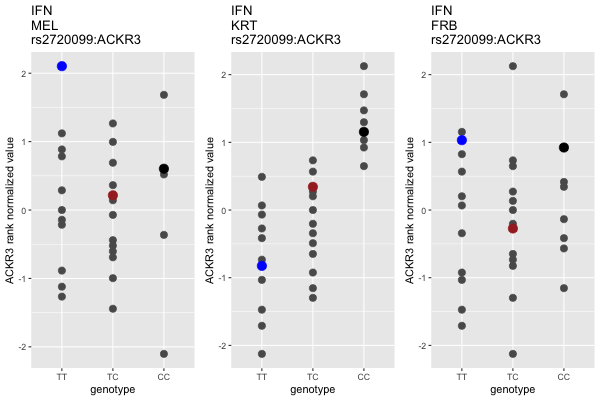 IFN
MEL
rs2720099:ACKR3
ACKR3 rank normalized value
2
1
0
-1
-2
TT
TC
CC
genotype
IFN
KRT
rs2720099:ACKR3
ACKR3 rank normalized value
2
1
0
-1
-2
TT
TC
CC
genotype
IFN
FRB
rs2720099:ACKR3
ACKR3 rank normalized value
2
1
0
-1
-2
TT
TC
CC
genotype